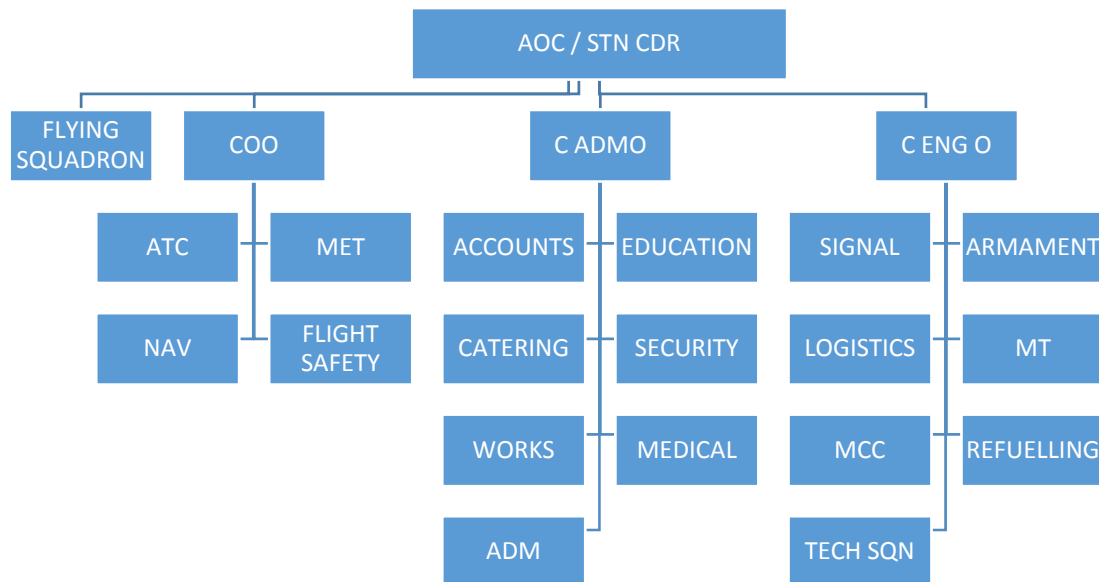 AOC / STN CDR
FLYING
SQUADRON
COO
C ADMO
C ENG O
ATC
MET
ACCOUNTS
EDUCATION
SIGNAL
ARMAMENT
NAV
FLIGHT
SAFETY
CATERING
SECURITY
LOGISTICS
MT
WORKS
MEDICAL
MCC
REFUELLING
ADM
TECH SQN